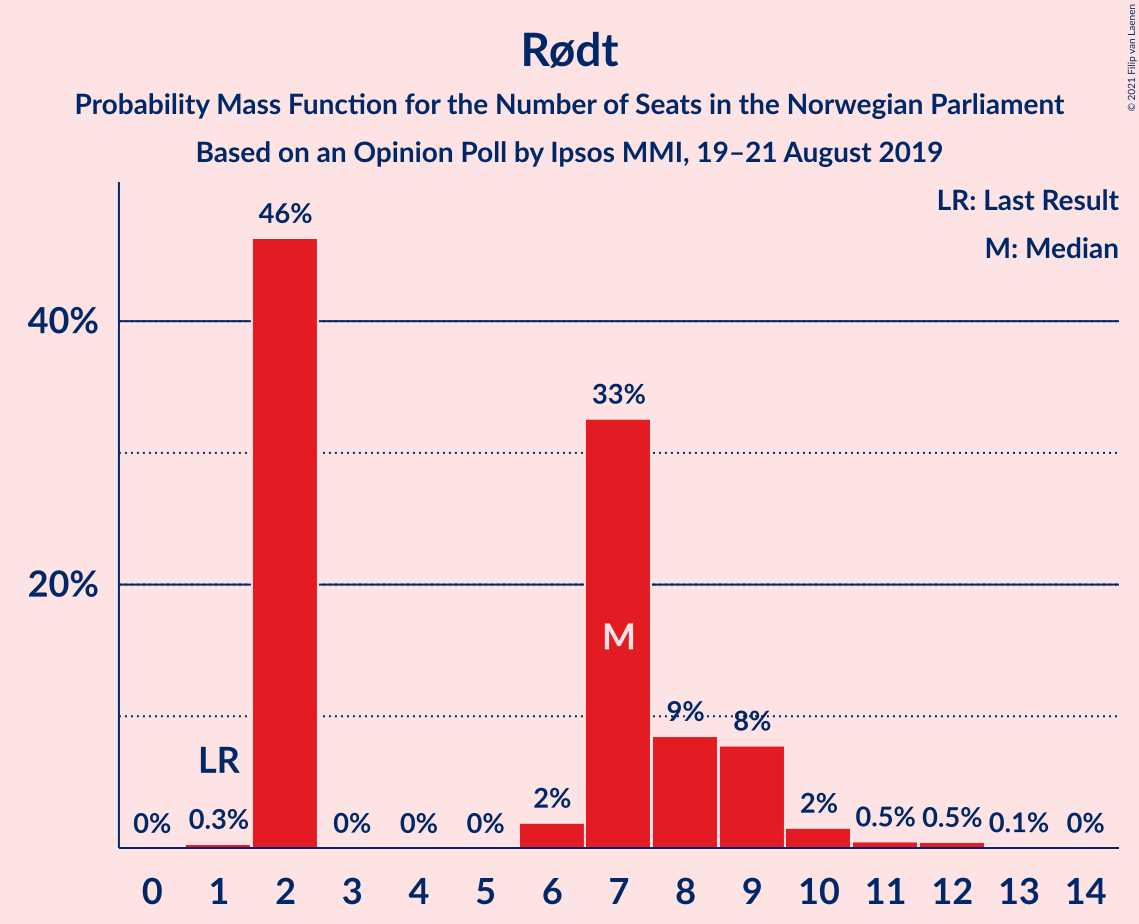 © 2021 Filip van Laenen
Rødt
Probability Mass Function for the Number of Seats in the Norwegian Parliament
Based on an Opinion Poll by Ipsos MMI, 19–21 August 2019
LR: Last Result
M: Median
46%
40%
33%
20%
M
9%
8%
LR
2%
2%
0%
0.3%
0%
0%
0%
0.5%
0.5%
0.1%
0%
0 1 2 3 4 5 6 7 8 9 10 11 12 13 14